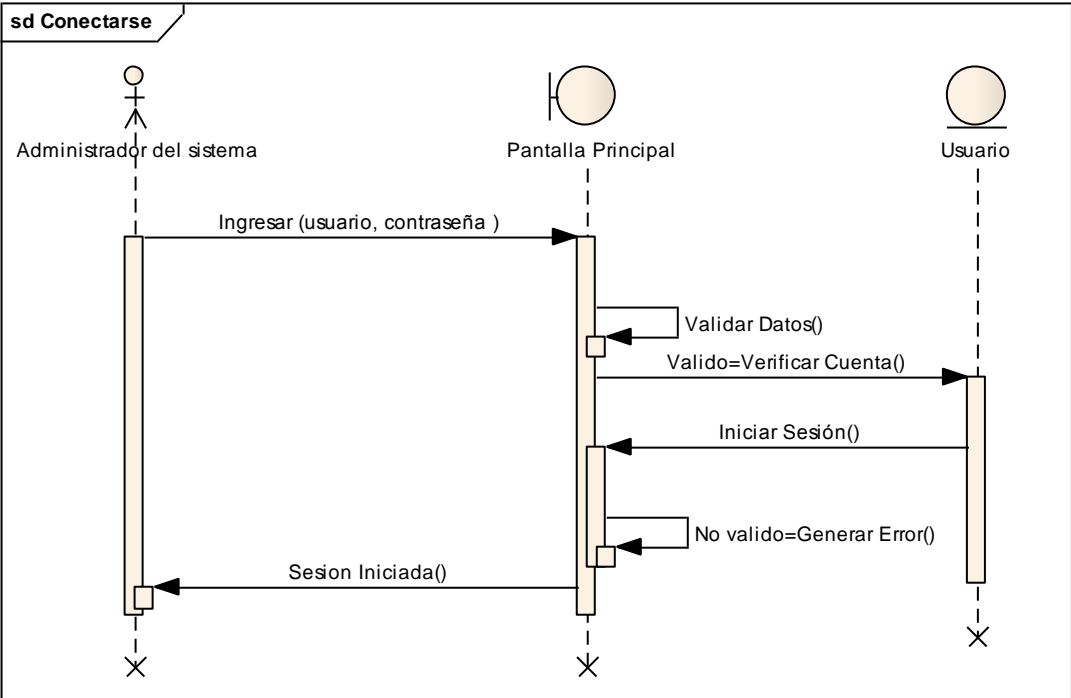 sd Conectarse
Administrador del sistema
Pantalla Principal
Usuario
Ingresar (usuario, contraseña )
Validar Datos()
Valido=Verificar Cuenta()
Iniciar Sesión()
No valido=Generar Error()
Sesion Iniciada()